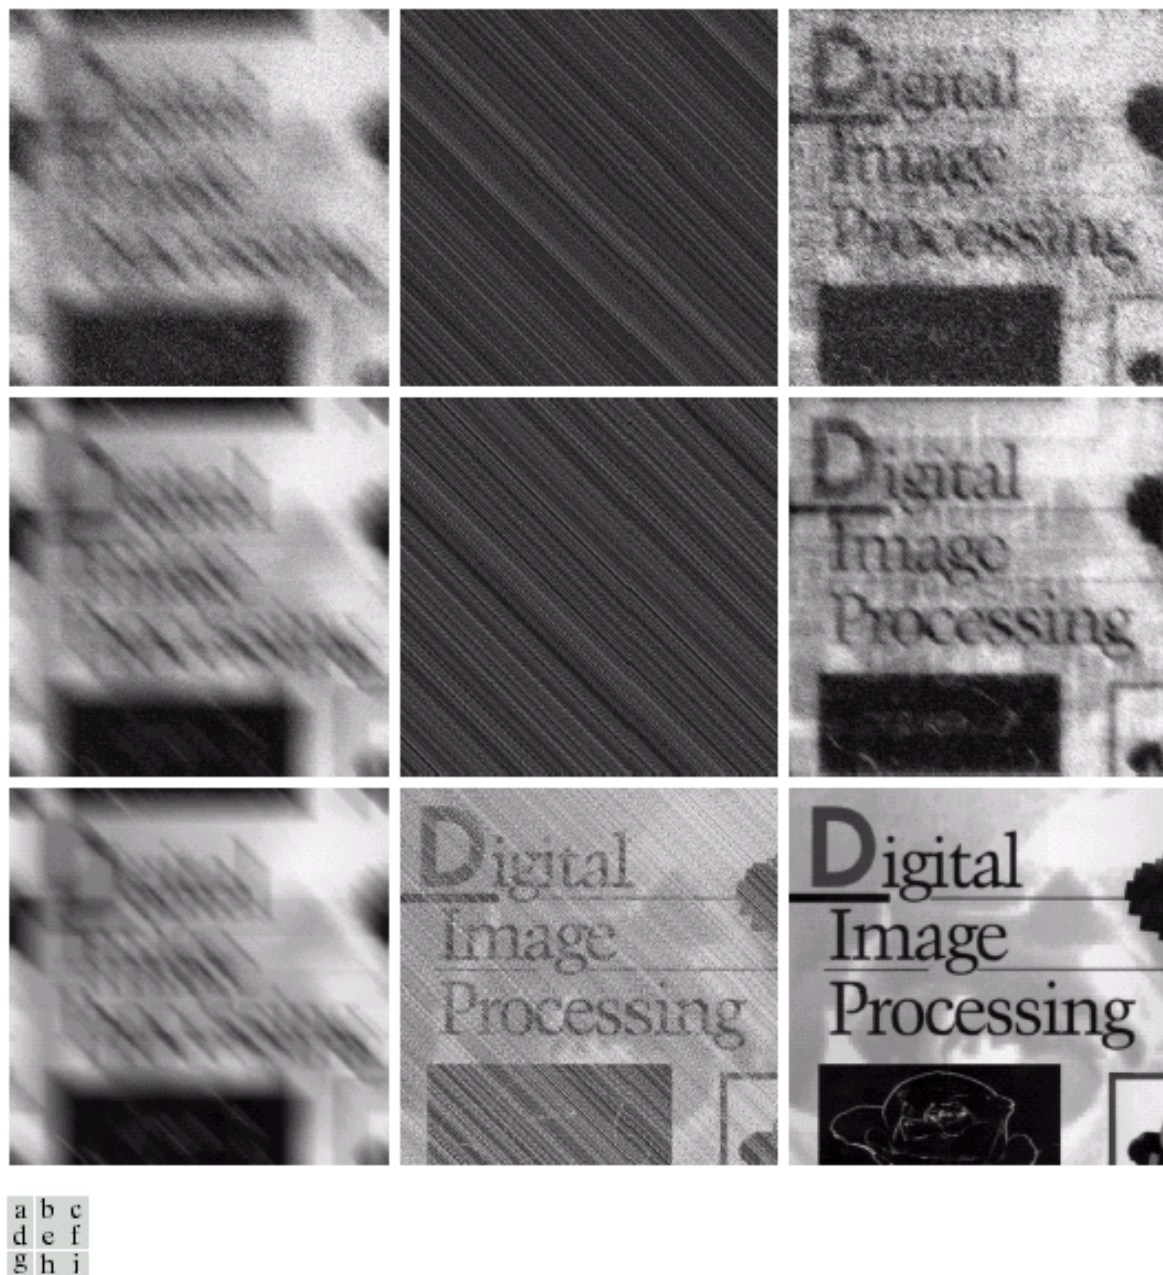 Digital
Image
Processing
Digital
Image
Processing
Digital
Image
Processing
Digital
Image
Processing
a b c
d e f
g h i